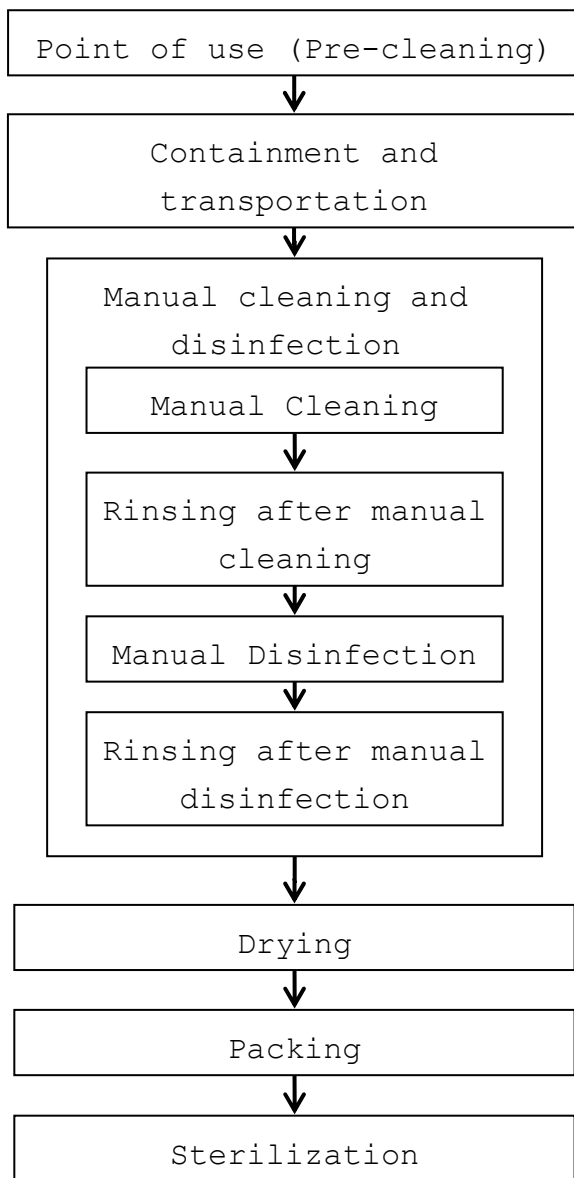 Point of use (Pre-cleaning)
Containment and
transportation
Manual cleaning and
disinfection
Manual Cleaning
Rinsing after manual
cleaning
Manual Disinfection
Rinsing after manual
disinfection
Drying
Packing
Sterilization